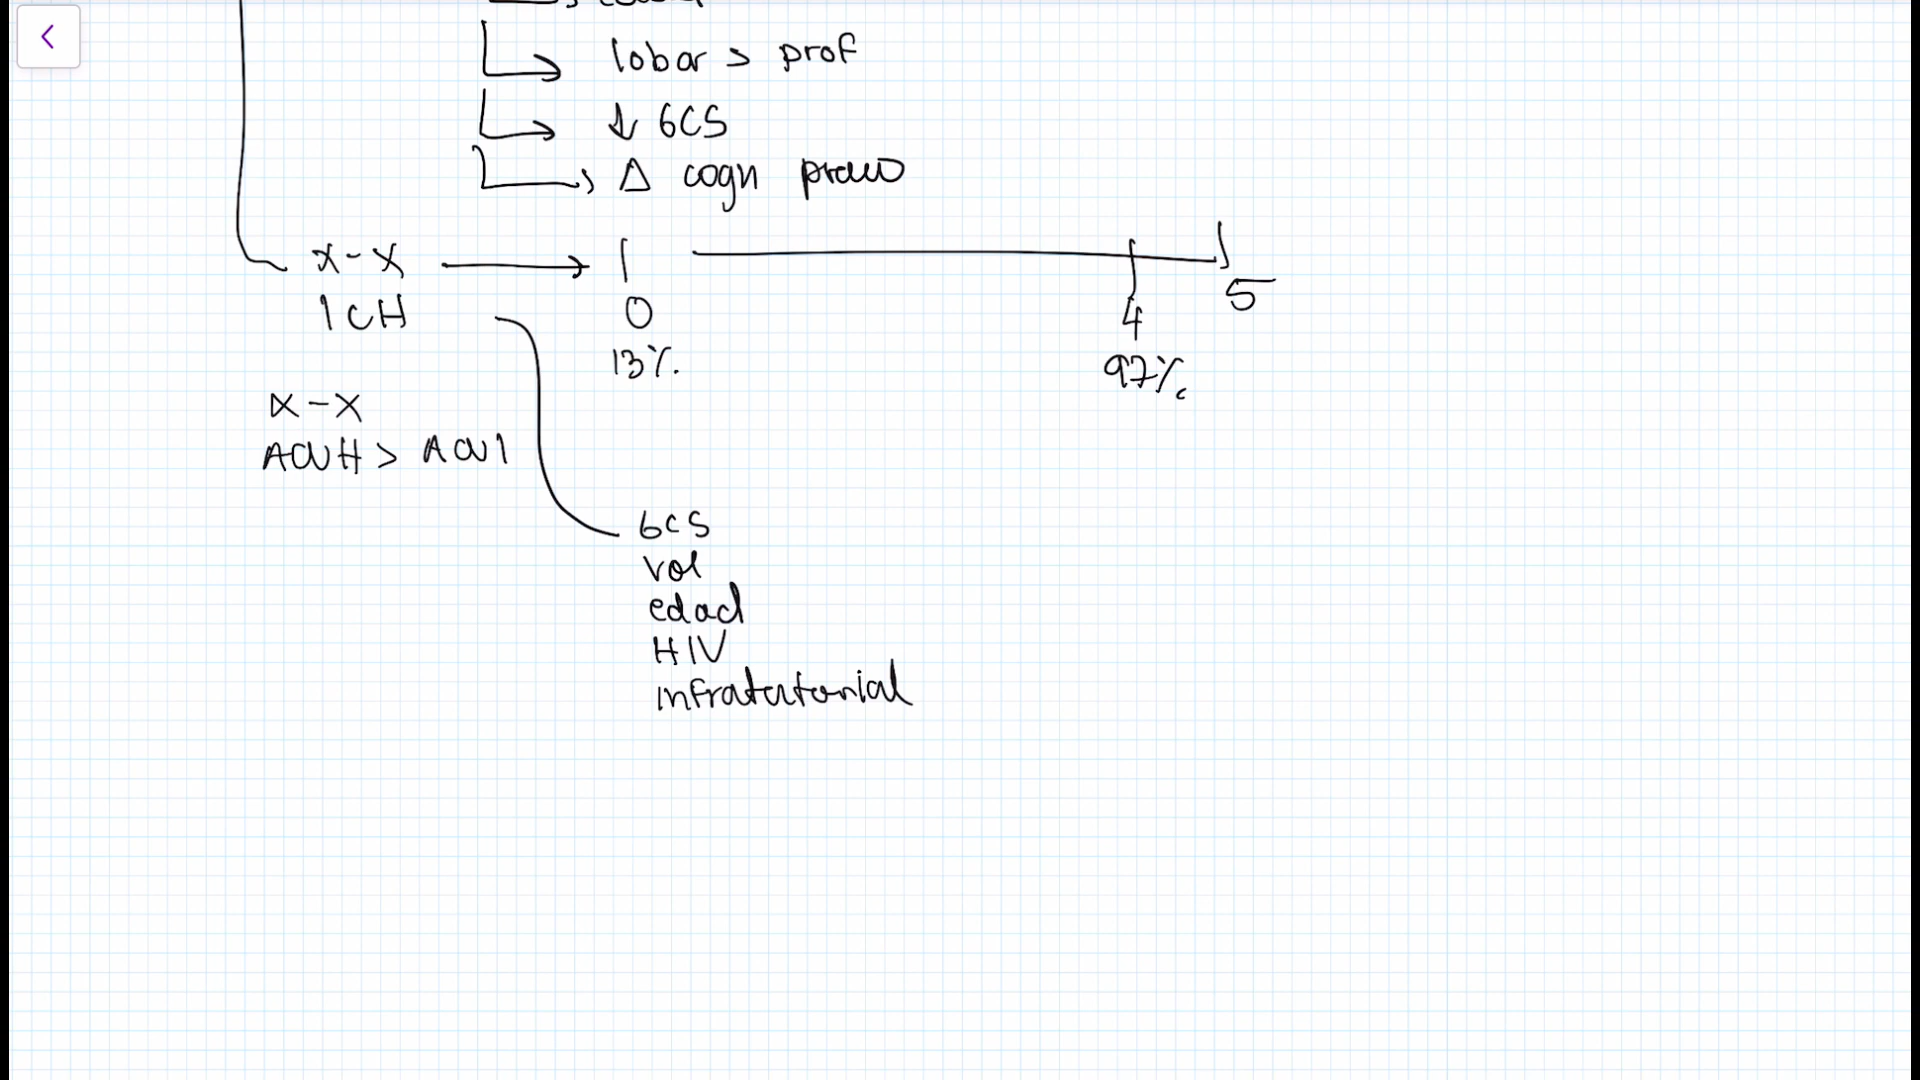 lobar > prof
↓ GCS
Δ cogn previo
x - x
ICH
0
13%
4
97%
5
x - x
ACVH > ACVI
GCS
vol
edad
HIV
infratentorial